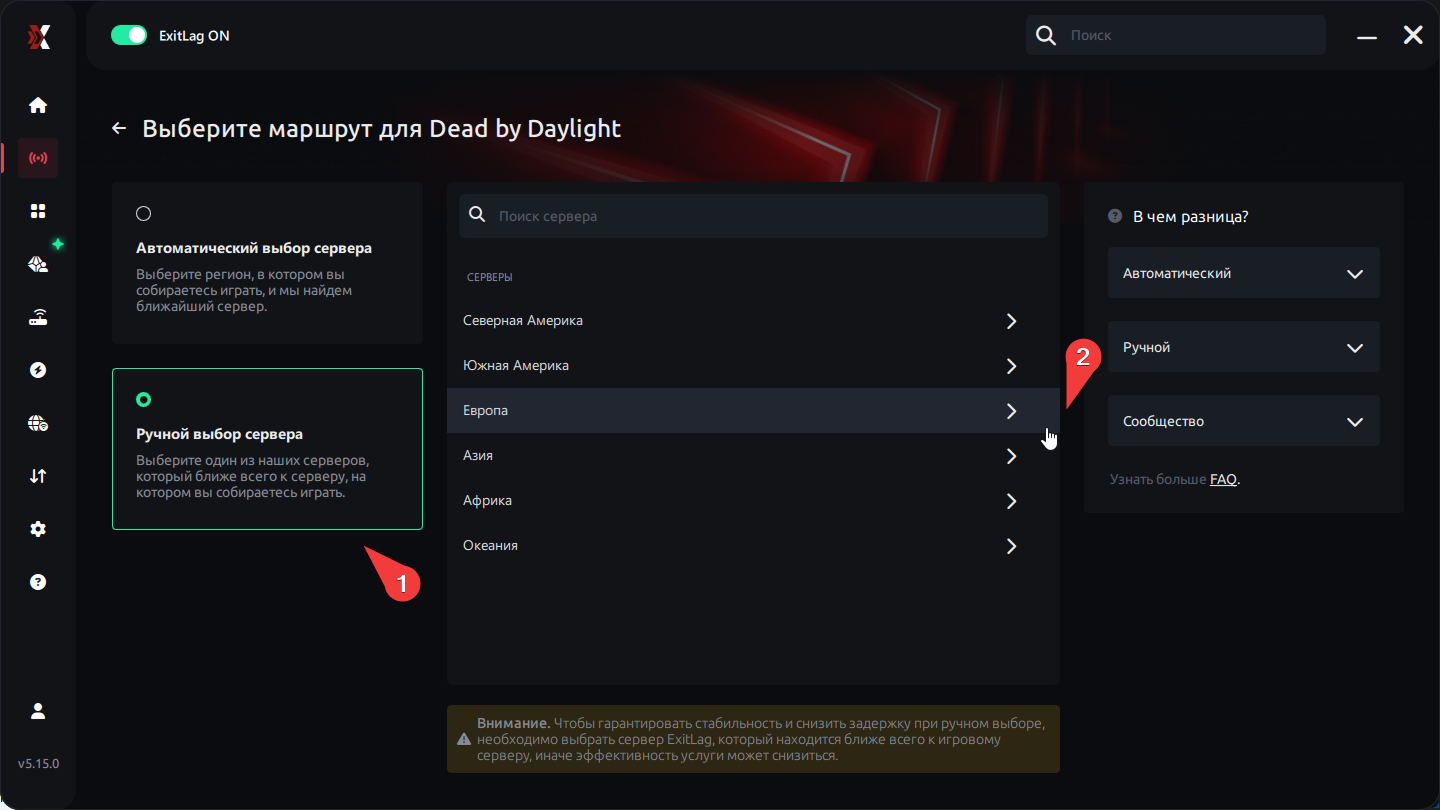 ExitLag ON
Поиск
Выберите маршрут для Dead by Daylight
Автоматический выбор сервера
Выберите регион, в котором вы
собираетесь играть, и мы найдем
ближайший сервер.
Ручной выбор сервера
Выберите один из наших серверов,
который ближе всего к серверу, на
котором вы собираетесь играть.
1
Поиск сервера
СЕРВЕРЫ
Северная Америка
Южная Америка
Европа
Азия
Африка
Океания
2
Внимание. Чтобы гарантировать стабильность и снизить задержку при ручном выборе,
необходимо выбрать сервер ExitLag, который находится ближе всего к игровому
серверу, иначе эффективность услуги может снизиться.
? В чем разница?
Автоматический
Ручной
Сообщество
Узнать больше FAQ.
?
v5.15.0